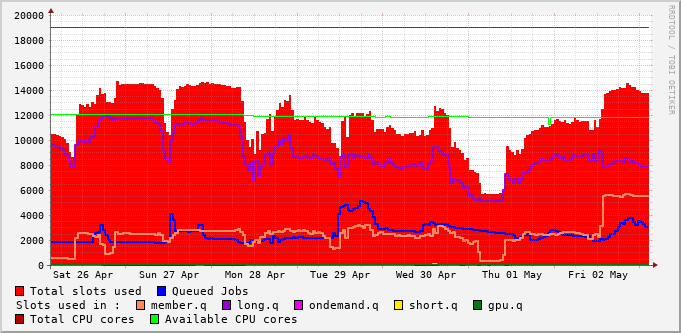 RRDTOOL / TOBI OETIKER
20000
18000
16000
14000
12000
10000
8000
6000
4000
2000
0
Sat 26 Apr Sun 27 Apr Mon 28 Apr Tue 29 Apr Wed 30 Apr Thu 01 May Fri 02 May
Total slots used Queued Jobs
Slots used in : member.q long.q ondemand.q short.q gpu.q
Total CPU cores Available CPU cores